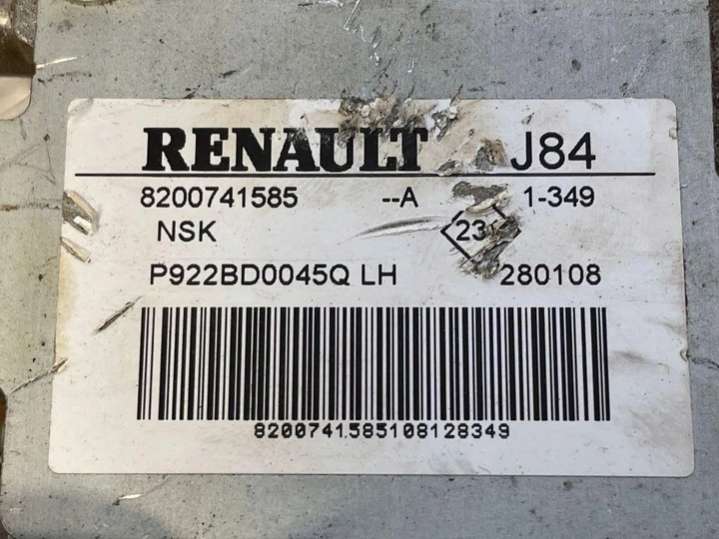 RENAULT J84
8200741585 --A 1-349
NSK
P922BD0045Q LH 280108
8200741585108128349